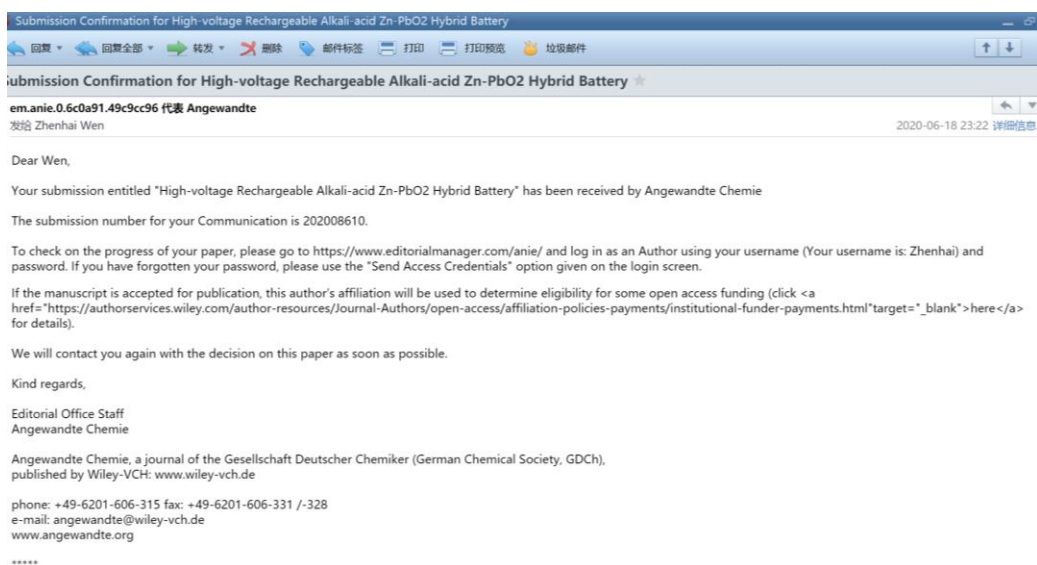 Submission Confirmation for High-voltage Rechargeable Alkali-acid Zn-PbO2 Hybrid Battery
回复 回复全部 转发 删除 邮件标签 打印 打印预览 垃圾邮件
Submission Confirmation for High-voltage Rechargeable Alkali-acid Zn-PbO2 Hybrid Battery
em.anie.0.6c0a91.49c9cc96 代表 Angewandte
发给 Zhenhai Wen 2020-06-18 23:22 详细信息
Dear Wen,
Your submission entitled "High-voltage Rechargeable Alkali-acid Zn-PbO2 Hybrid Battery" has been received by Angewandte Chemie
The submission number for your Communication is 202008610.
To check on the progress of your paper, please go to https://www.editorialmanager.com/anie/ and log in as an Author using your username (Your username is: Zhenhai) and
password. If you have forgotten your password, please use the "Send Access Credentials" option given on the login screen.
If the manuscript is accepted for publication, this author's affiliation will be used to determine eligibility for some open access funding (click <a
href="https://authorservices.wiley.com/author-resources/Journal-Authors/open-access/affiliation-policies-payments/institutional-funder-payments.html"target="_blank">here</a>
for details).
We will contact you again with the decision on this paper as soon as possible.
Kind regards,
Editorial Office Staff
Angewandte Chemie
Angewandte Chemie, a journal of the Gesellschaft Deutscher Chemiker (German Chemical Society, GDCh),
published by Wiley-VCH: www.wiley-vch.de
phone: +49-6201-606-315 fax: +49-6201-606-331 /-328
e-mail: angewandte@wiley-vch.de
www.angewandte.org
*****